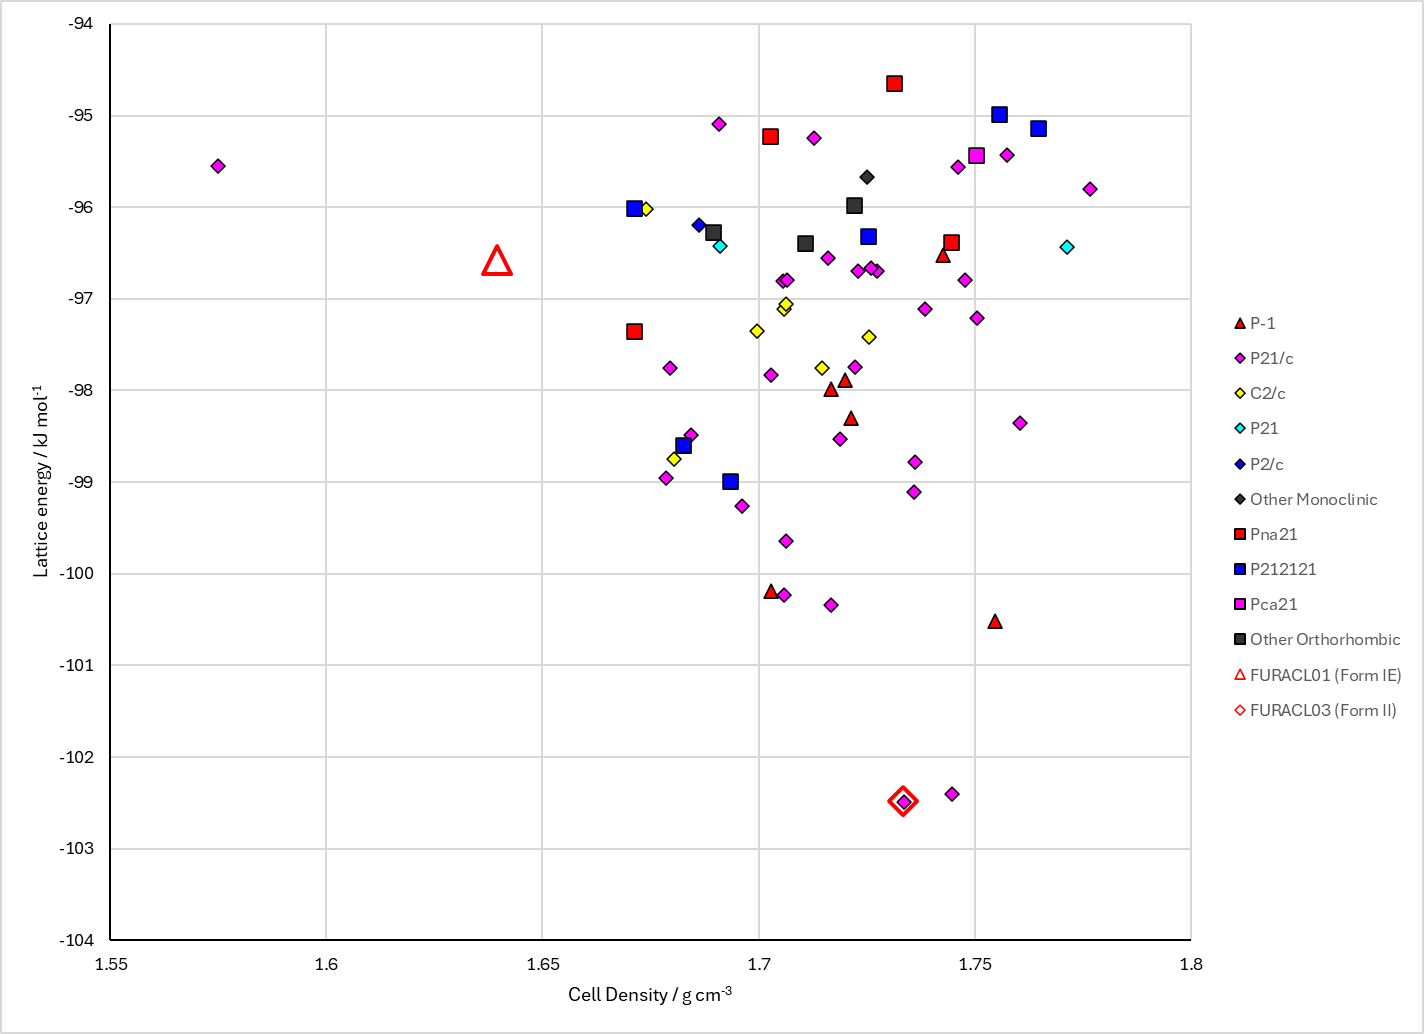 -94
-95
-96
-97
-98
-99
-100
-101
-102
-103
-104
Lattice energy / kJ mol-1
1.55 1.6 1.65 1.7 1.75 1.8
Cell Density / g cm-3
P-1
P21/c
C2/c
P21
P2/c
Other Monoclinic
Pna21
P212121
Pca21
Other Orthorhombic
FURACL01 (Form IE)
FURACL03 (Form II)